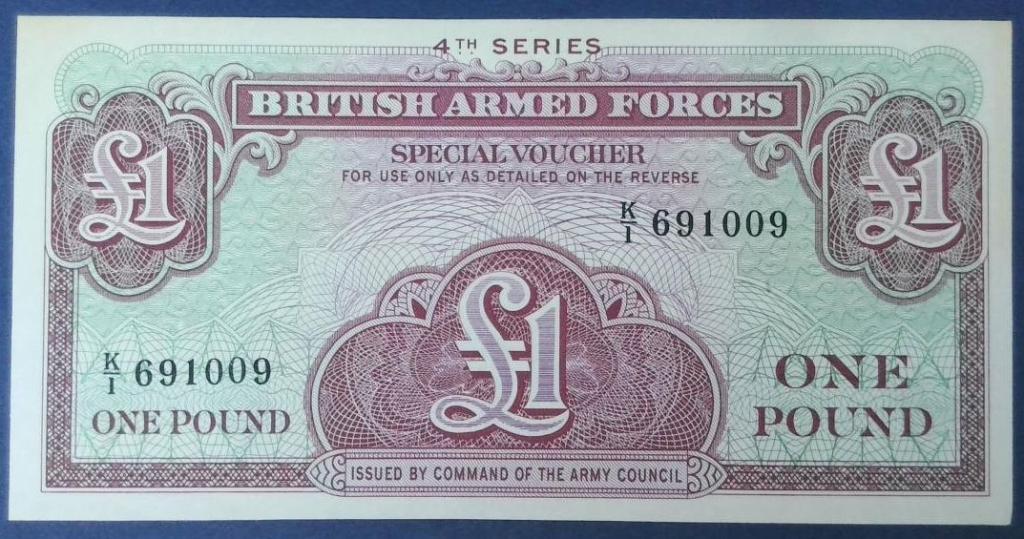 4TH SERIES
BRITISH ARMED FORCES
£1
£1
SPECIAL VOUCHER
FOR USE ONLY AS DETAILED ON THE REVERSE
K/1 691009
£1
K/1 691009
ONE POUND
ONE
POUND
ISSUED BY COMMAND OF THE ARMY COUNCIL